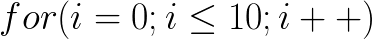 for(i = 0; i ≤ 10; i + +)